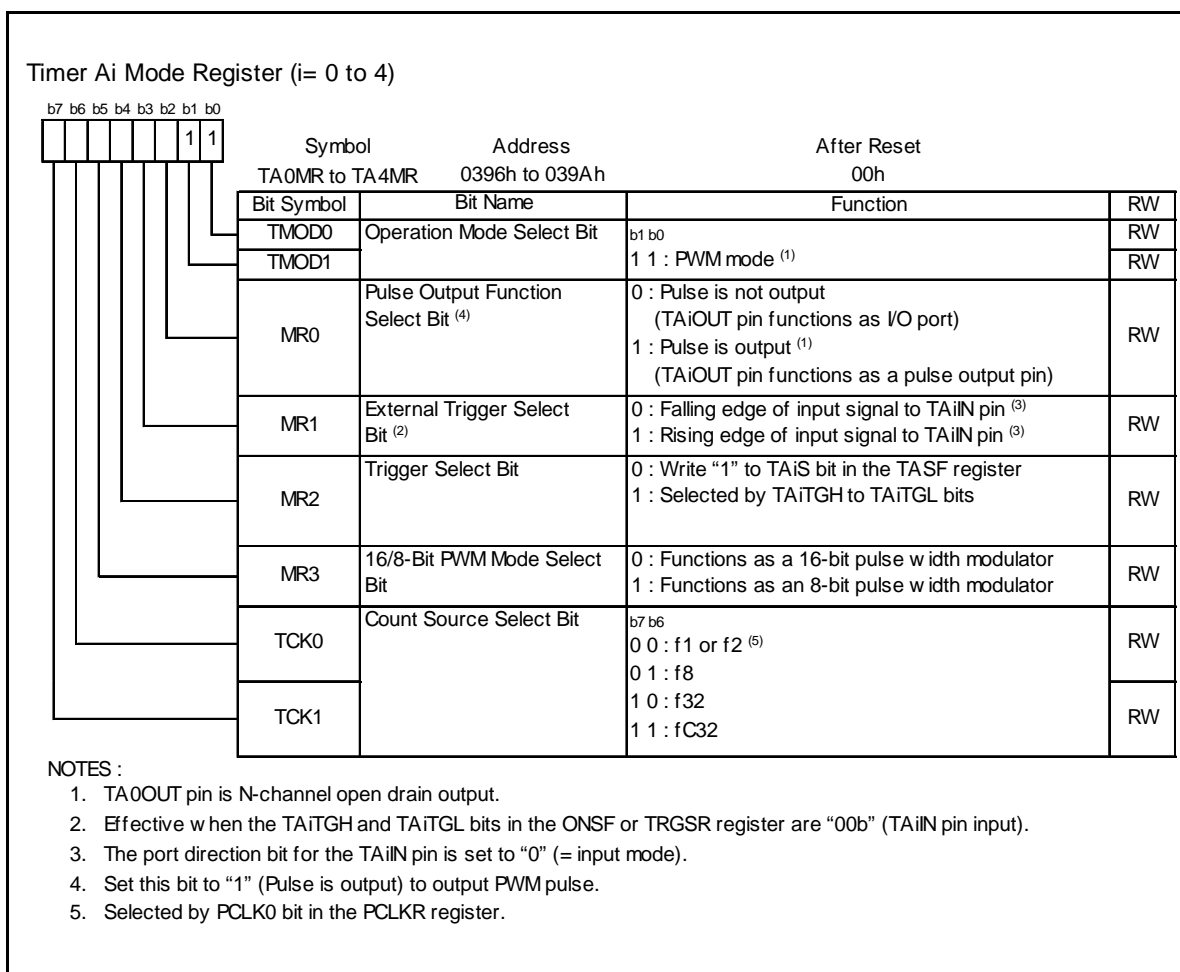 Timer Ai Mode Register (i= 0 to 4)
b7 b6 b5 b4 b3 b2 b1 b0
1 1
Symbol Address After Reset
TA0MR to TA4MR 0396h to 039Ah 00h
Bit Symbol Bit Name Function RW
TMOD0 Operation Mode Select Bit b1 b0 RW
TMOD1 1 1 : PWM mode (1) RW
MR0 Pulse Output Function Select Bit (4) RW
0 : Pulse is not output
(TAiOUT pin functions as I/O port)
1 : Pulse is output (1)
(TAiOUT pin functions as a pulse output pin)
MR1 External Trigger Select Bit (2) RW
0 : Falling edge of input signal to TAiIN pin (3)
1 : Rising edge of input signal to TAiIN pin (3)
MR2 Trigger Select Bit RW
0 : Write “1” to TAiS bit in the TASF register
1 : Selected by TAiTGH to TAiTGL bits
MR3 16/8-Bit PWM Mode Select Bit RW
0 : Functions as a 16-bit pulse width modulator
1 : Functions as an 8-bit pulse width modulator
TCK0 Count Source Select Bit RW
b7 b6
0 0 : f1 or f2 (5)
0 1 : f8
TCK1 RW
1 0 : f32
1 1 : fC32
NOTES :
1. TA0OUT pin is N-channel open drain output.
2. Effective when the TAiTGH and TAiTGL bits in the ONSF or TRGSR register are “00b” (TAiIN pin input).
3. The port direction bit for the TAiIN pin is set to “0” (= input mode).
4. Set this bit to “1” (Pulse is output) to output PWM pulse.
5. Selected by PCLK0 bit in the PCLKR register.